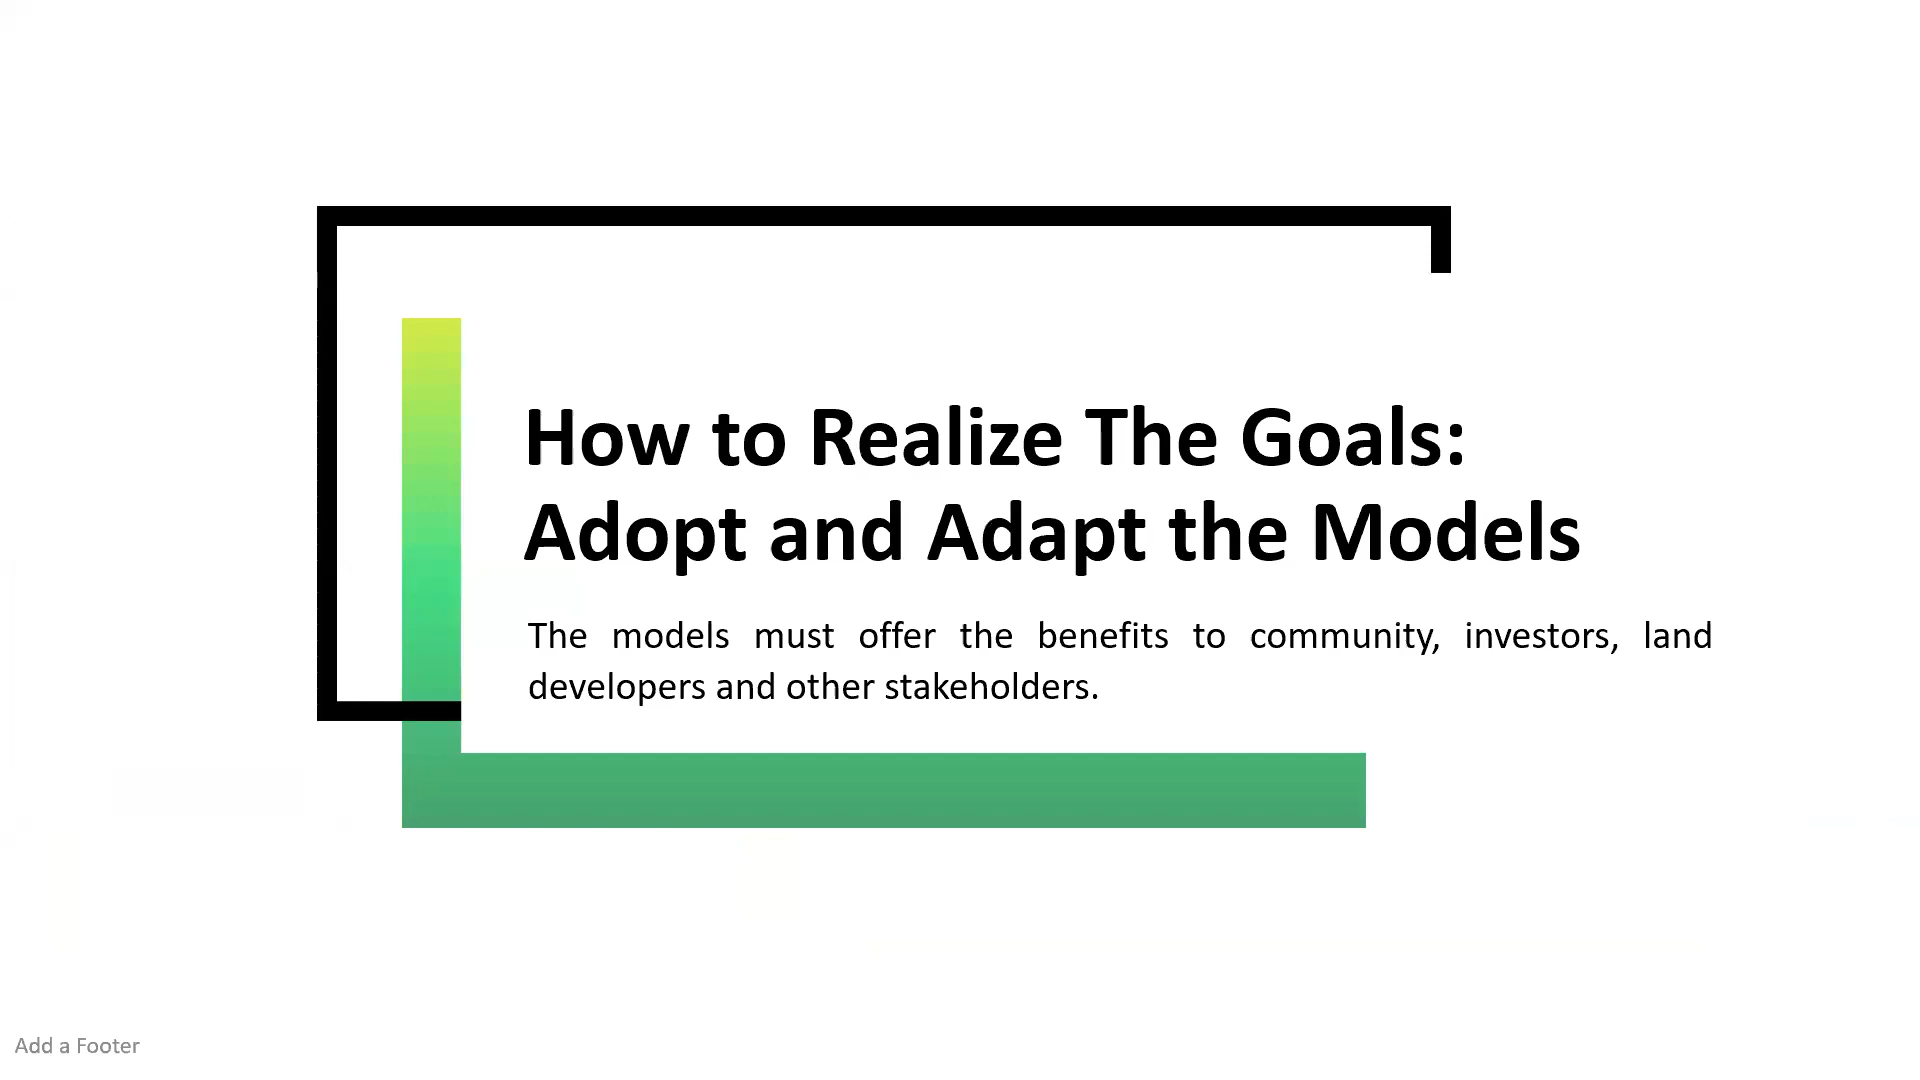 How to Realize The Goals:
Adopt and Adapt the Models
The models must offer the benefits to community, investors, land
developers and other stakeholders.
Add a Footer